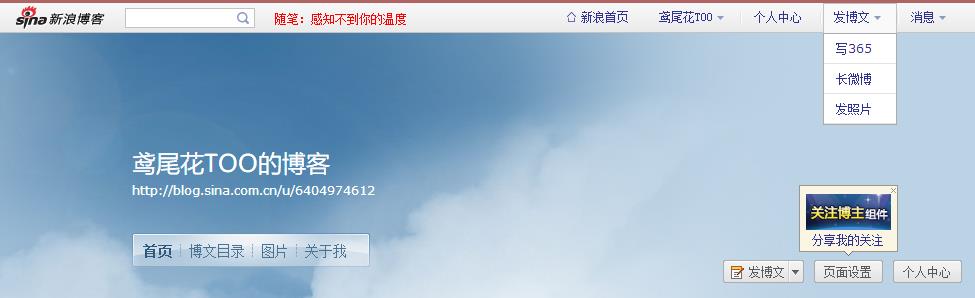 sina 新浪博客 随笔：感知不到你的温度 新浪首页 鸢尾花TOO 个人中心 发博文 消息
写365
长微博
发照片
鸢尾花TOO的博客
http://blog.sina.com.cn/u/6404974612
关注博主组件
分享我的关注
首页 博文目录 图片 关于我
发博文 页面设置 个人中心